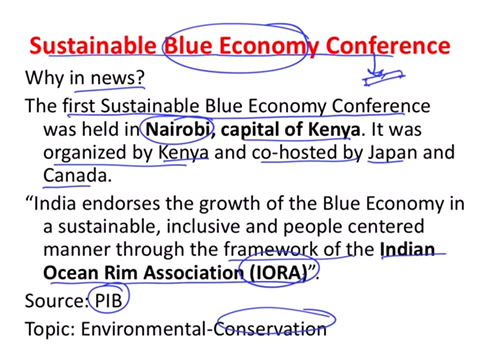 Sustainable Blue Economy Conference
Why in news?
The first Sustainable Blue Economy Conference
was held in Nairobi, capital of Kenya. It was
organized by Kenya and co-hosted by Japan and
Canada.
“India endorses the growth of the Blue Economy in
a sustainable, inclusive and people centered
manner through the framework of the Indian
Ocean Rim Association (IORA)”.
Source: PIB
Topic: Environmental-Conservation